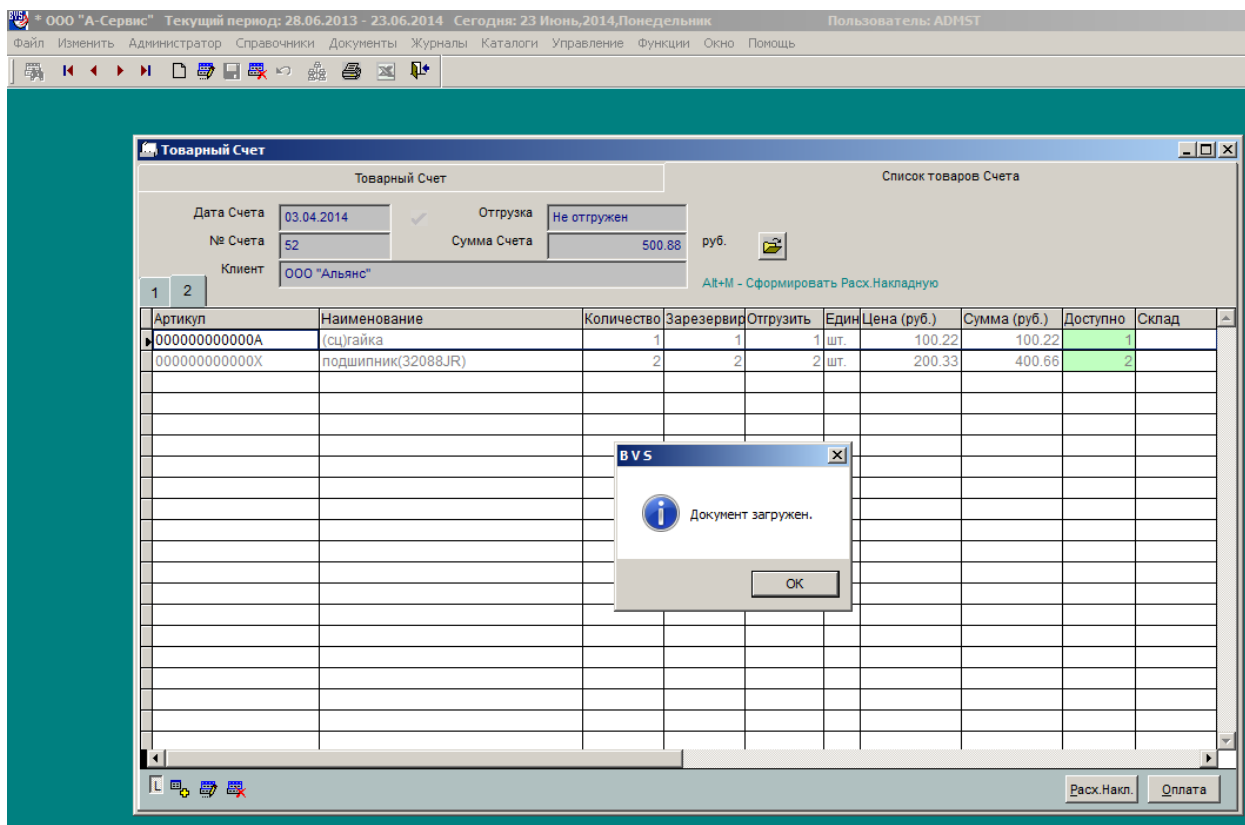 BVS * ООО "А-Сервис" Текущий период: 28.06.2013 - 23.06.2014 Сегодня: 23 Июнь,2014,Понедельник Пользователь: ADMST
Файл Изменить Администратор Справочники Документы Журналы Каталоги Управление Функции Окно Помощь
Товарный Счет
Товарный Счет Список товаров Счета
Дата Счета 03.04.2014 Отгрузка Не отгружен
№ Счета 52 Сумма Счета 500.88 руб.
Клиент ООО "Альянс"
Alt+M - Сформировать Расх.Накладную
1 2
Артикул Наименование Количество Зарезервир Отгрузить Един Цена (руб.) Сумма (руб.) Доступно Склад
000000000000A (сц)гайка 1 1 1 шт. 100.22 100.22 1
000000000000X подшипник(32088JR) 2 2 2 шт. 200.33 400.66 2
B V S
Документ загружен.
OK
L Расх.Накл. Оплата